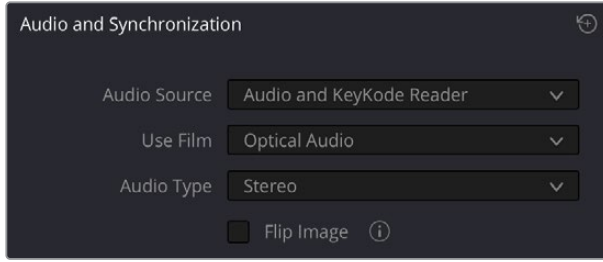 Audio and Synchronization
Audio Source Audio and KeyKode Reader
Use Film Optical Audio
Audio Type Stereo
Flip Image